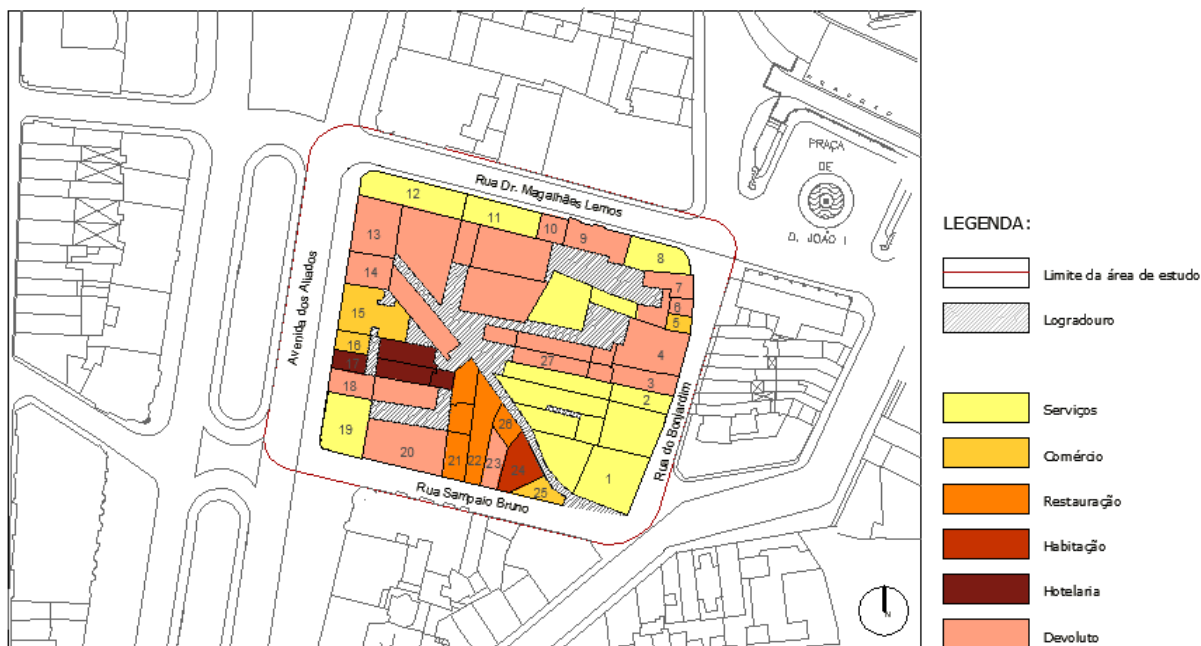 PRAÇA
DE
D. JOÃO I
Rua Dr. Magalhães Lemos
Avenida dos Aliados
Rua do Bonjardim
Rua Sampaio Bruno
12
11
10
9
8
13
7
14
6
5
15
4
16
27
17
3
18
2
19
26
20
21
22
23
24
25
1
N
LEGENDA:
Limite da área de estudo
Logradouro
Serviços
Comércio
Restauração
Habitação
Hotelaria
Devoluto